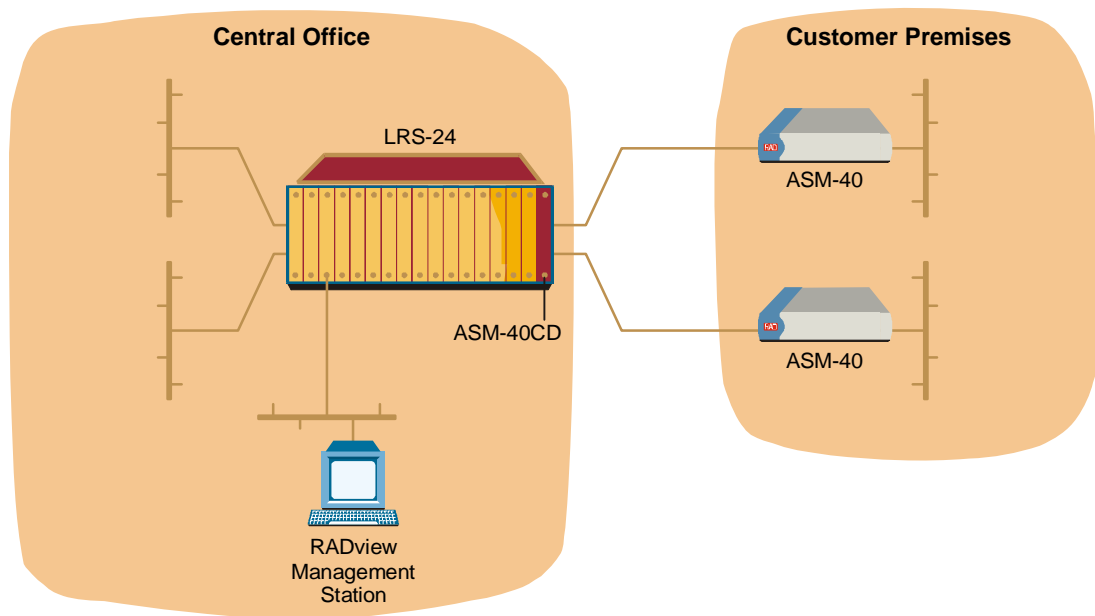 Central Office
Customer Premises
LRS-24
RAD
ASM-40
ASM-40CD
RAD
ASM-40
RADview
Management
Station